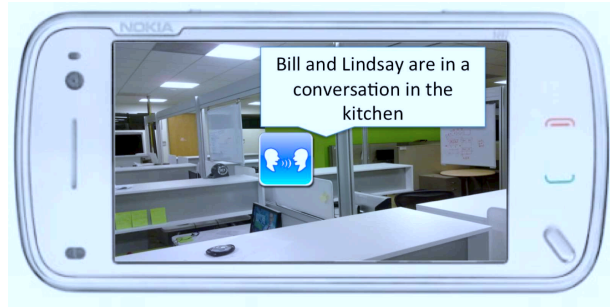 NOKIA
Bill and Lindsay are in a
conversation in the
kitchen